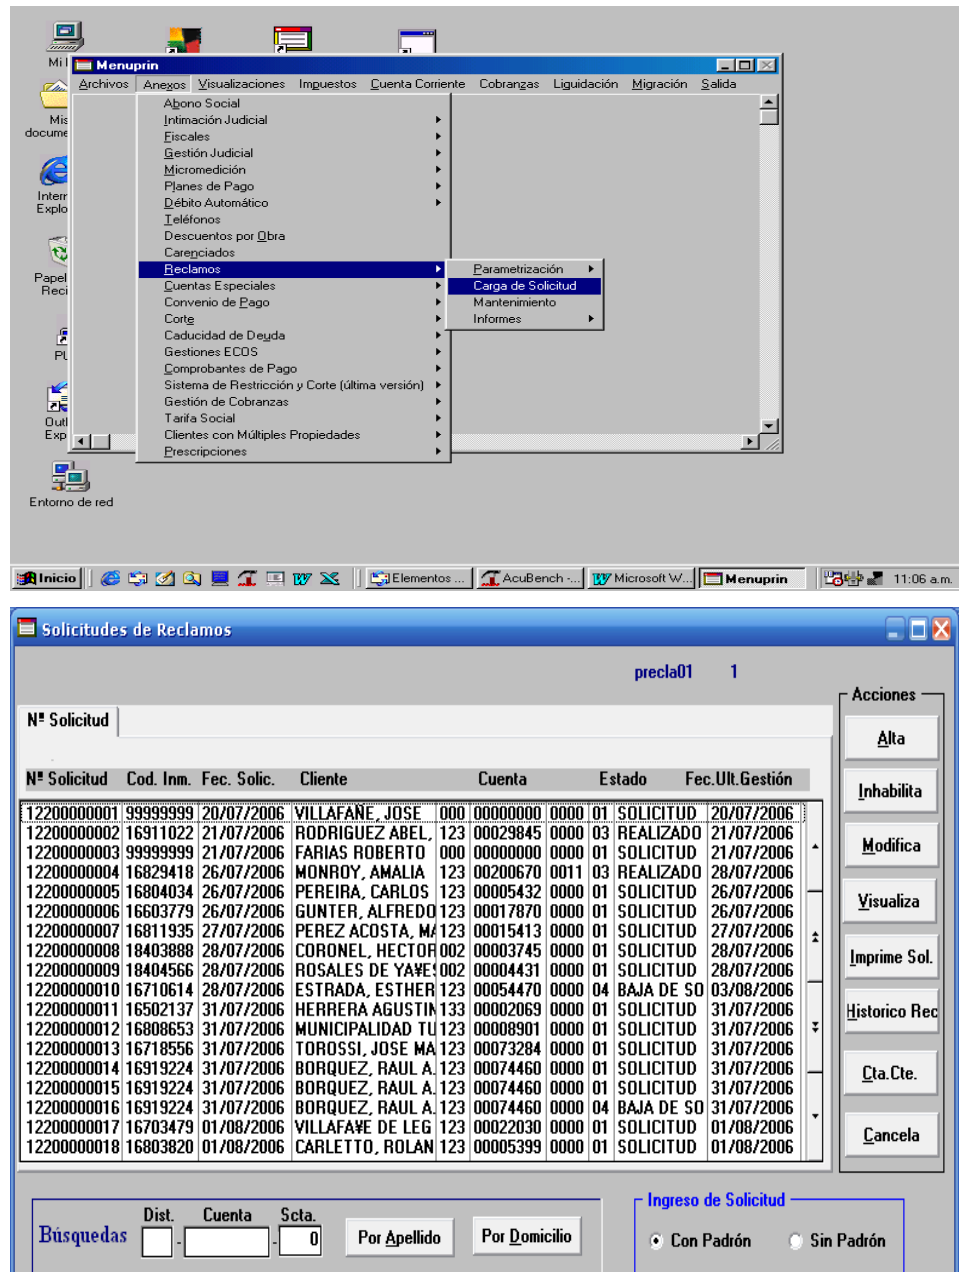 Menuprin
Archivos Anexos Visualizaciones Impuestos Cuenta Corriente Cobranzas Liquidación Migración Salida
Abono Social
Intimación Judicial
Fiscales
Gestión Judicial
Micromedición
Planes de Pago
Débito Automático
Teléfonos
Descuentos por Obra
Carenciados
Reclamos
Cuentas Especiales
Convenio de Pago
Corte
Caducidad de Deuda
Gestiones ECOS
Comprobantes de Pago
Sistema de Restricción y Corte (última versión)
Gestión de Cobranzas
Tarifa Social
Clientes con Múltiples Propiedades
Prescripciones
Parametrización
Carga de Solicitud
Mantenimiento
Informes
Mi
Mis
docume
Intern
Explo
Papel
Reci
Outl
Exp
Entorno de red
Inicio Elementos ... AcuBench -... Microsoft W... Menuprin 11:06 a.m.
Solicitudes de Reclamos
precla01 1
Nº Solicitud
Nº Solicitud Cod. Inm. Fec. Solic. Cliente Cuenta Estado Fec.Ult.Gestión
12200000001 99999999 20/07/2006 VILLAFAÑE, JOSE 000 00000000 0000 01 SOLICITUD 20/07/2006
12200000002 16911022 21/07/2006 RODRIGUEZ ABEL, 123 00029845 0000 03 REALIZADO 21/07/2006
12200000003 99999999 21/07/2006 FARIAS ROBERTO 000 00000000 0000 01 SOLICITUD 21/07/2006
12200000004 16829418 26/07/2006 MONROY, AMALIA 123 00200670 0011 03 REALIZADO 28/07/2006
12200000005 16804034 26/07/2006 PEREIRA, CARLOS 123 00005432 0000 01 SOLICITUD 26/07/2006
12200000006 16603779 26/07/2006 GUNTER, ALFREDO 123 00017870 0000 01 SOLICITUD 26/07/2006
12200000007 16811935 27/07/2006 PEREZ ACOSTA, MA 123 00015413 0000 01 SOLICITUD 27/07/2006
12200000008 18403888 28/07/2006 CORONEL, HECTOR 002 00003745 0000 01 SOLICITUD 28/07/2006
12200000009 18404566 28/07/2006 ROSALES DE YA¥ES 002 00004431 0000 01 SOLICITUD 28/07/2006
12200000010 16710614 28/07/2006 ESTRADA, ESTHER 123 00054470 0000 04 BAJA DE SO 03/08/2006
12200000011 16502137 31/07/2006 HERRERA AGUSTIN 133 00002069 0000 01 SOLICITUD 31/07/2006
12200000012 16808653 31/07/2006 MUNICIPALIDAD TU 123 00008901 0000 01 SOLICITUD 31/07/2006
12200000013 16718556 31/07/2006 TOROSSI, JOSE MA 123 00073284 0000 01 SOLICITUD 31/07/2006
12200000014 16919224 31/07/2006 BORQUEZ, RAUL A. 123 00074460 0000 01 SOLICITUD 31/07/2006
12200000015 16919224 31/07/2006 BORQUEZ, RAUL A. 123 00074460 0000 01 SOLICITUD 31/07/2006
12200000016 16919224 31/07/2006 BORQUEZ, RAUL A. 123 00074460 0000 04 BAJA DE SO 31/07/2006
12200000017 16703479 01/08/2006 VILLAFA¥E DE LEG 123 00022030 0000 01 SOLICITUD 01/08/2006
12200000018 16803820 01/08/2006 CARLETTO, ROLAN 123 00005399 0000 01 SOLICITUD 01/08/2006
Acciones
Alta
Inhabilita
Modifica
Visualiza
Imprime Sol.
Historico Rec
Cta.Cte.
Cancela
Búsquedas
Dist. Cuenta Scta.
- - 0
Por Apellido
Por Domicilio
Ingreso de Solicitud
Con Padrón
Sin Padrón